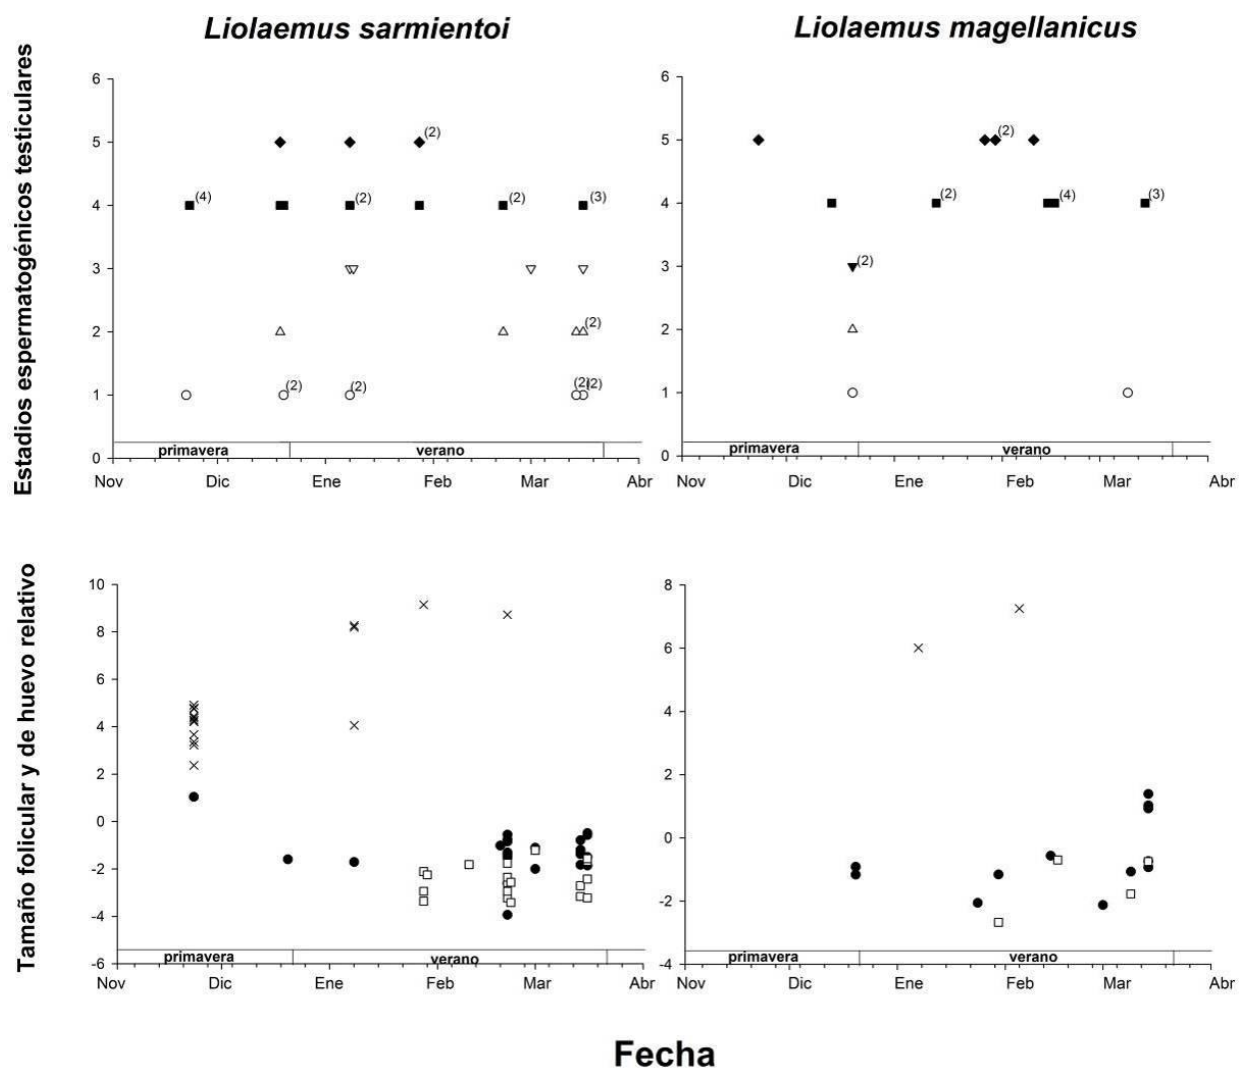 Liolaemus sarmientoi
Liolaemus magellanicus
Estadios espermatogénicos testiculares
6
5
4
3
2
1
0
(2)
(4)
(2)
(2)
(3)
(2)
(2)
(2)
(2)
(2)
primavera
verano
Nov
Dic
Ene
Feb
Mar
Abr
6
5
4
3
2
1
0
(2)
(2)
(4)
(3)
(2)
primavera
verano
Nov
Dic
Ene
Feb
Mar
Abr
Tamaño folicular y de huevo relativo
10
8
6
4
2
0
-2
-4
-6
primavera
verano
Nov
Dic
Ene
Feb
Mar
Abr
8
6
4
2
0
-2
-4
primavera
verano
Nov
Dic
Ene
Feb
Mar
Abr
Fecha